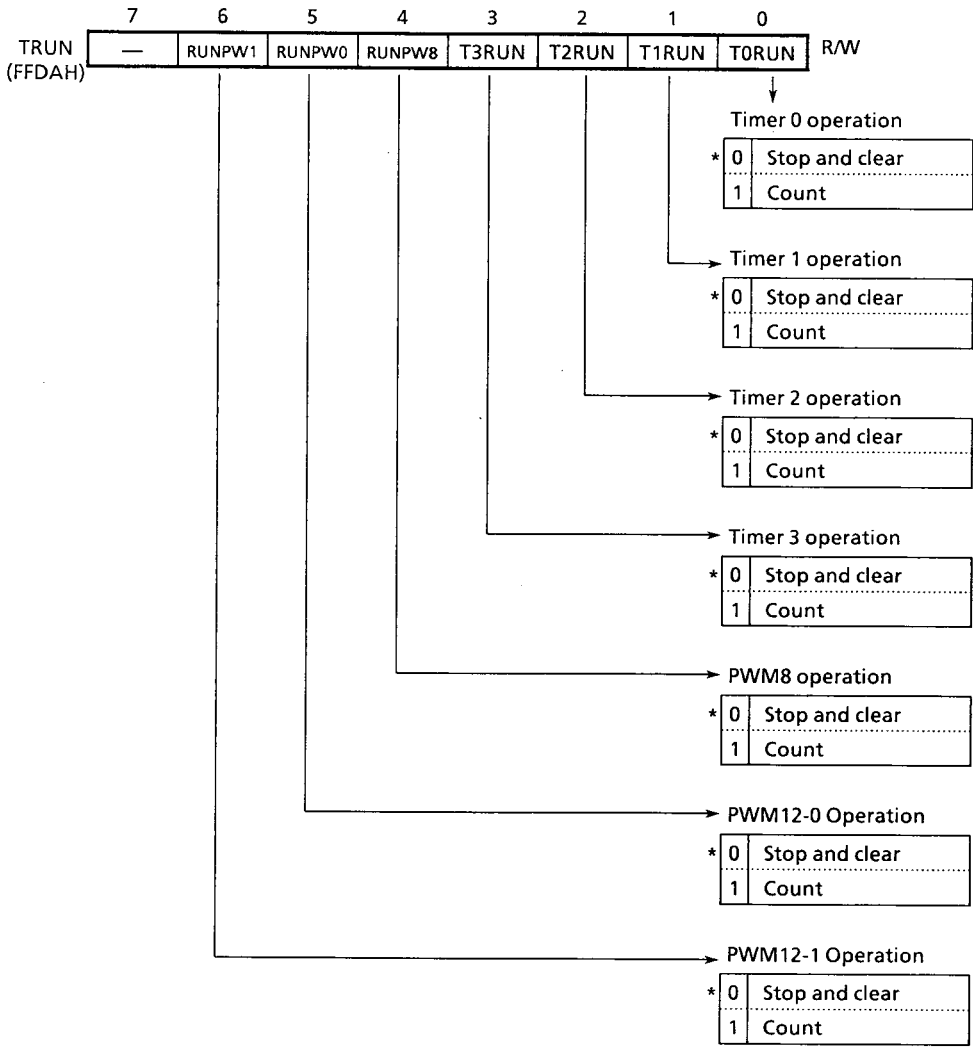 7 6 5 4 3 2 1 0
TRUN (FFDAH) — RUNPW1 RUNPW0 RUNPW8 T3RUN T2RUN T1RUN T0RUN R/W
Timer 0 operation
* 0 Stop and clear
1 Count
Timer 1 operation
* 0 Stop and clear
1 Count
Timer 2 operation
* 0 Stop and clear
1 Count
Timer 3 operation
* 0 Stop and clear
1 Count
PWM8 operation
* 0 Stop and clear
1 Count
PWM12-0 Operation
* 0 Stop and clear
1 Count
PWM12-1 Operation
* 0 Stop and clear
1 Count